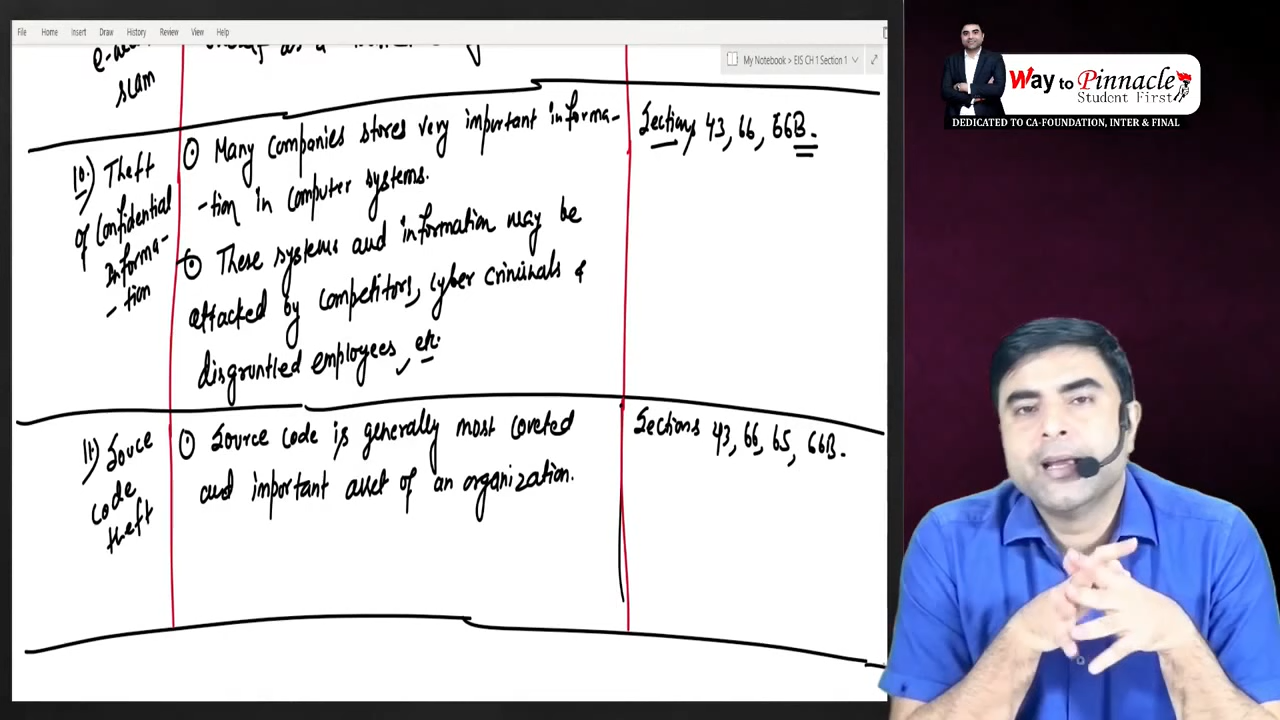 File Home Insert Draw History Review View Help
My Notebook > EIS CH 1 Section 1
Way to Pinnacle
Student First
DEDICATED TO CA-FOUNDATION, INTER & FINAL
scam
10.) Theft
of Confidential
Informa-
-tion
Many Companies stores very important informa-
-tion in computer systems.
These systems and information may be
attacked by competitors, cyber criminals &
disgruntled employees, etc.
Sections 43, 66, 66B.
11.) Souce
code
theft
Source code is generally most coveted
and important asset of an organization.
Sections 43, 66, 65, 66B.